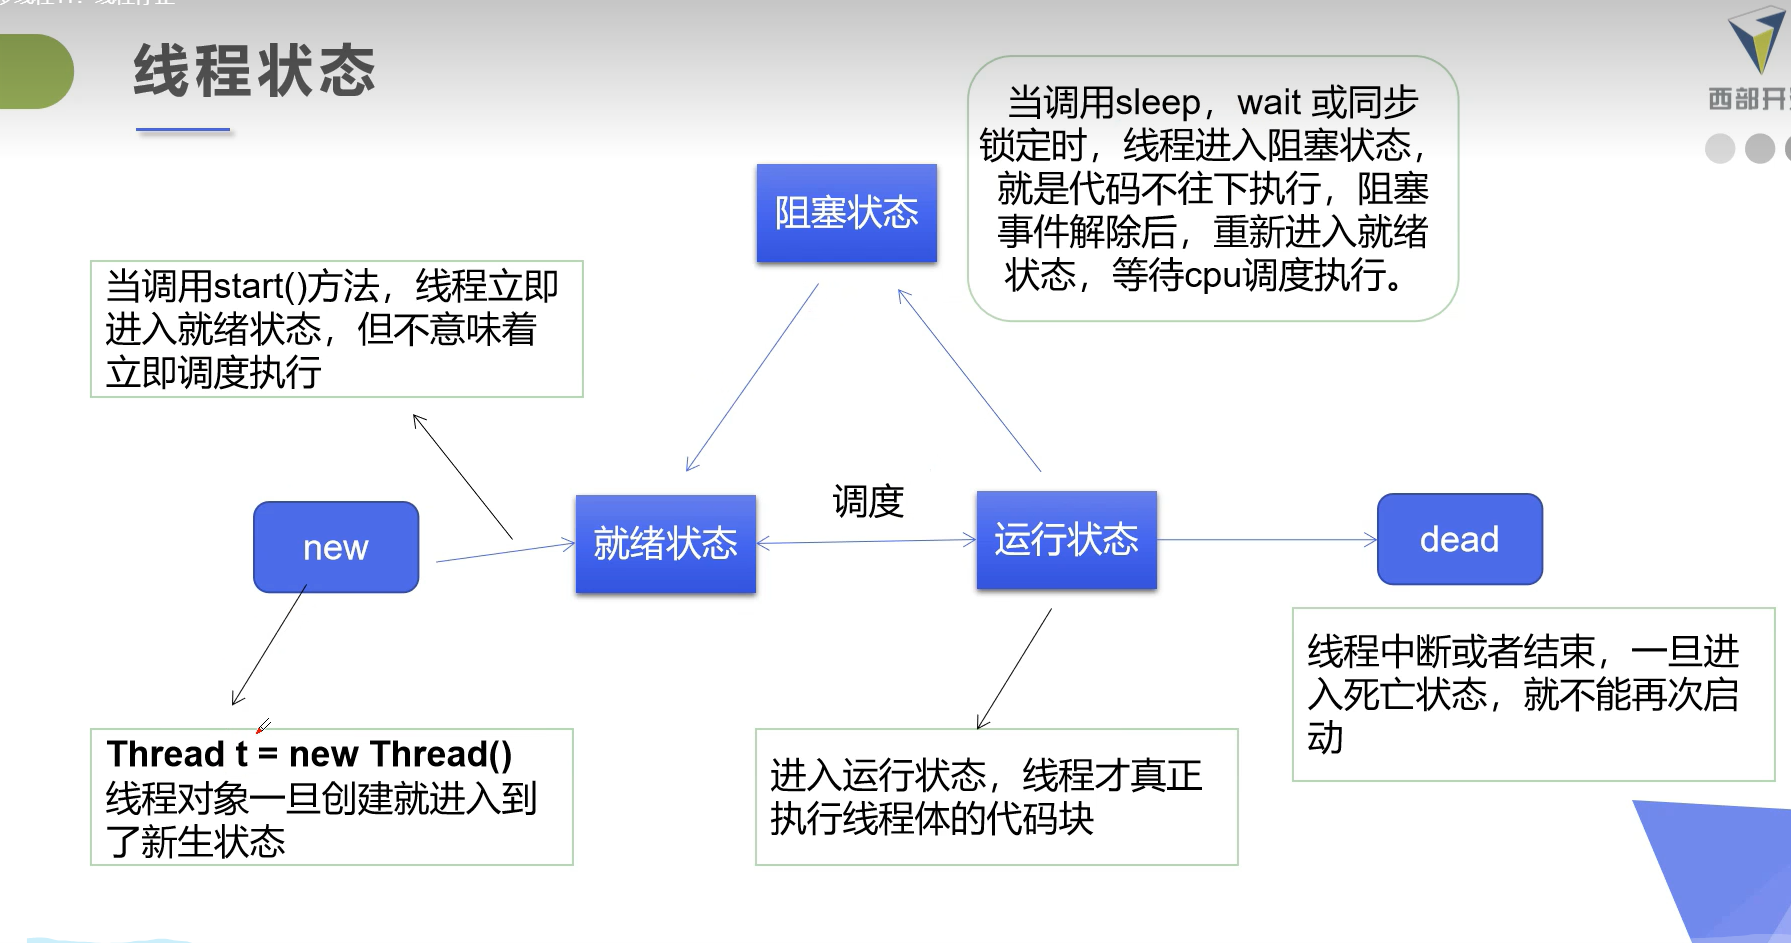 线程状态
西部开
当调用sleep，wait 或同步
锁定时，线程进入阻塞状态，
就是代码不往下执行，阻塞
事件解除后，重新进入就绪
状态，等待cpu调度执行。
阻塞状态
当调用start()方法，线程立即
进入就绪状态，但不意味着
立即调度执行
调度
new
就绪状态
运行状态
dead
线程中断或者结束，一旦进
入死亡状态，就不能再次启
动
Thread t = new Thread()
线程对象一旦创建就进入到
了新生状态
进入运行状态，线程才真正
执行线程体的代码块